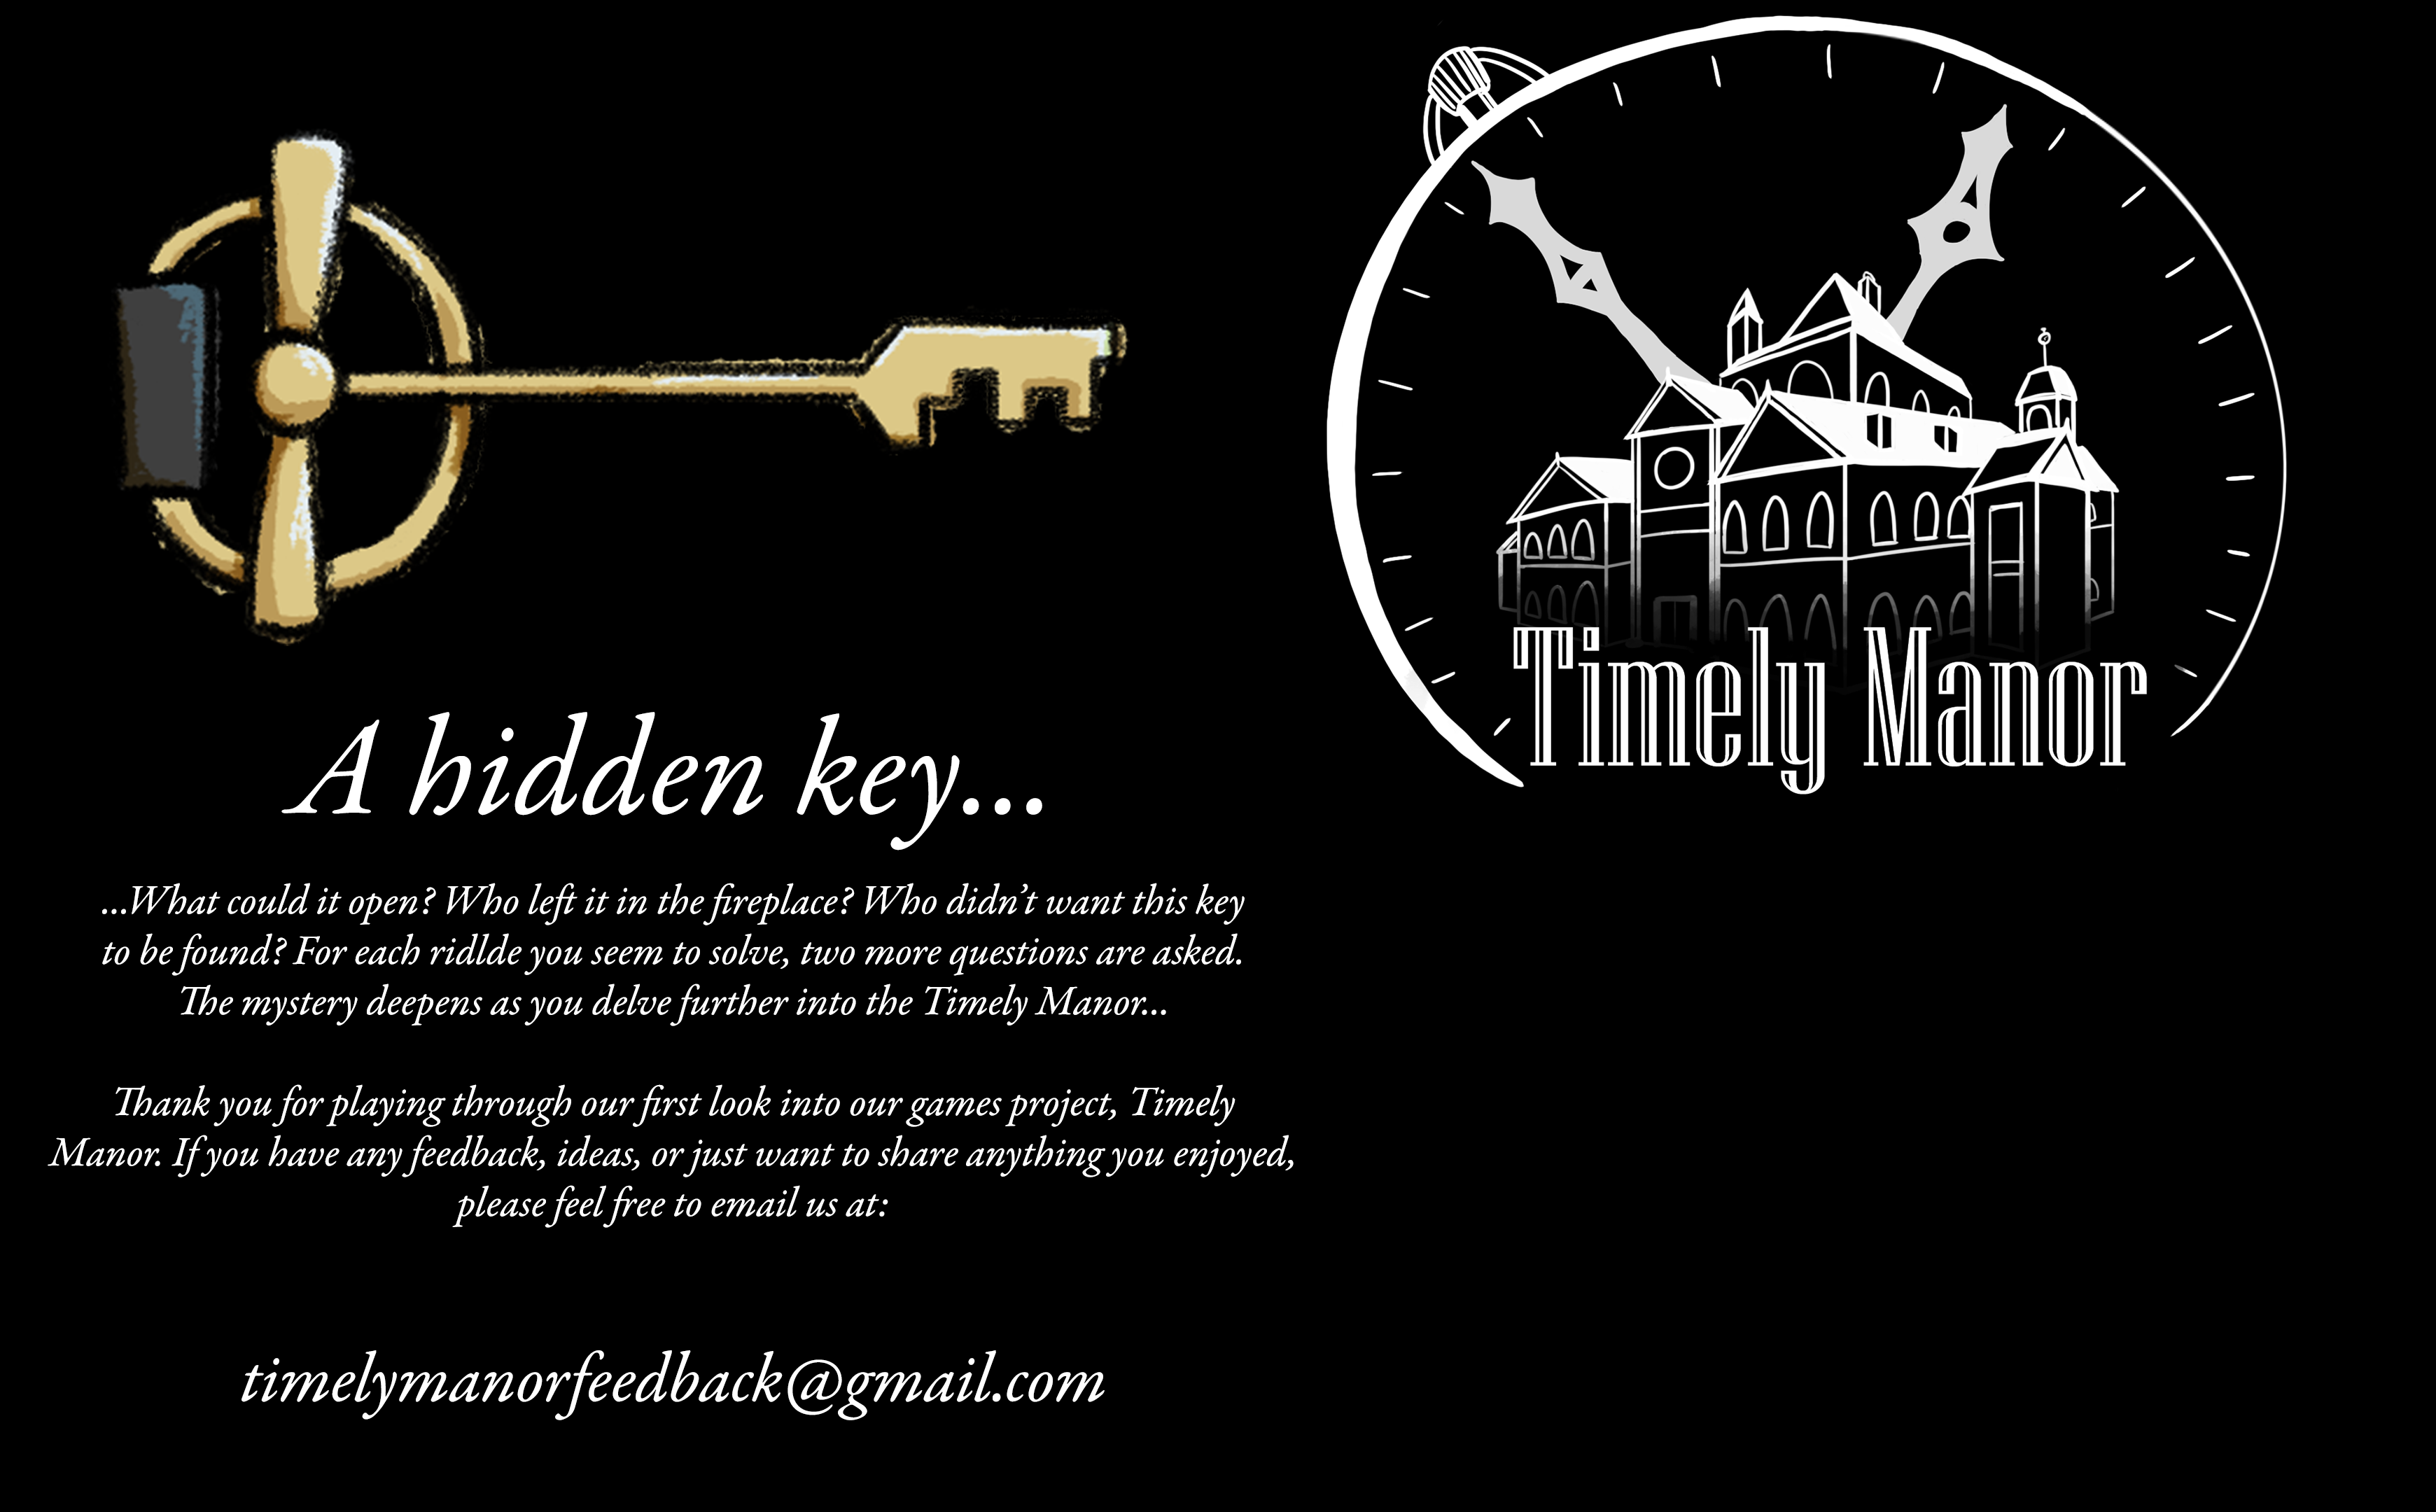 A hidden key...
...What could it open? Who left it in the fireplace? Who didn't want this key
to be found? For each ridlde you seem to solve, two more questions are asked.
The mystery deepens as you delve further into the Timely Manor...
Thank you for playing through our first look into our games project, Timely
Manor. If you have any feedback, ideas, or just want to share anything you enjoyed,
please feel free to email us at:
timelymanorfeedback@gmail.com
Timely Manor